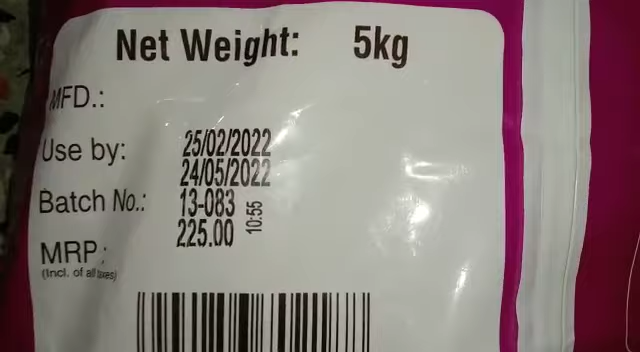 Net Weight: 5kg
MFD.:
Use by: 25/02/2022
24/05/2022
Batch No.: 13-083 10:55
225.00
MRP:
(Incl. of all taxes)